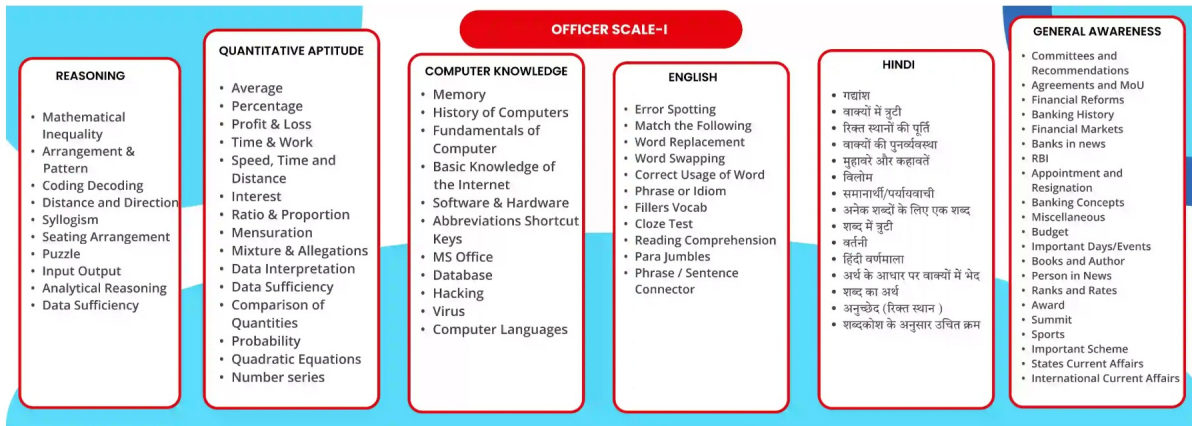 OFFICER SCALE-I
REASONING
• Mathematical
Inequality
• Arrangement &
Pattern
• Coding Decoding
• Distance and Direction
• Syllogism
• Seating Arrangement
• Puzzle
• Input Output
• Analytical Reasoning
• Data Sufficiency
QUANTITATIVE APTITUDE
• Average
• Percentage
• Profit & Loss
• Time & Work
• Speed, Time and
Distance
• Interest
• Ratio & Proportion
• Mensuration
• Mixture & Allegations
• Data Interpretation
• Data Sufficiency
• Comparison of
Quantities
• Probability
• Quadratic Equations
• Number series
COMPUTER KNOWLEDGE
• Memory
• History of Computers
• Fundamentals of
Computer
• Basic Knowledge of
the Internet
• Software & Hardware
• Abbreviations Shortcut
Keys
• MS Office
• Database
• Hacking
• Virus
• Computer Languages
ENGLISH
• Error Spotting
• Match the Following
• Word Replacement
• Word Swapping
• Correct Usage of Word
• Phrase or Idiom
• Fillers Vocab
• Cloze Test
• Reading Comprehension
• Para Jumbles
• Phrase / Sentence
Connector
HINDI
• गद्यांश
• वाक्यों में त्रुटी
• रिक्त स्थानों की पूर्ति
• वाक्यों की पुनर्व्यवस्था
• मुहावरे और कहावतें
• विलोम
• समानार्थी/पर्यायवाची
• अनेक शब्दों के लिए एक शब्द
• शब्द में त्रुटी
• वर्तनी
• हिंदी वर्णमाला
• अर्थ के आधार पर वाक्यों में भेद
• शब्द का अर्थ
• अनुच्छेद (रिक्त स्थान )
• शब्दकोश के अनुसार उचित क्रम
GENERAL AWARENESS
• Committees and
Recommendations
• Agreements and MoU
• Financial Reforms
• Banking History
• Financial Markets
• Banks in news
• RBI
• Appointment and
Resignation
• Banking Concepts
• Miscellaneous
• Budget
• Important Days/Events
• Books and Author
• Person in News
• Ranks and Rates
• Award
• Summit
• Sports
• Important Scheme
• States Current Affairs
• International Current Affairs